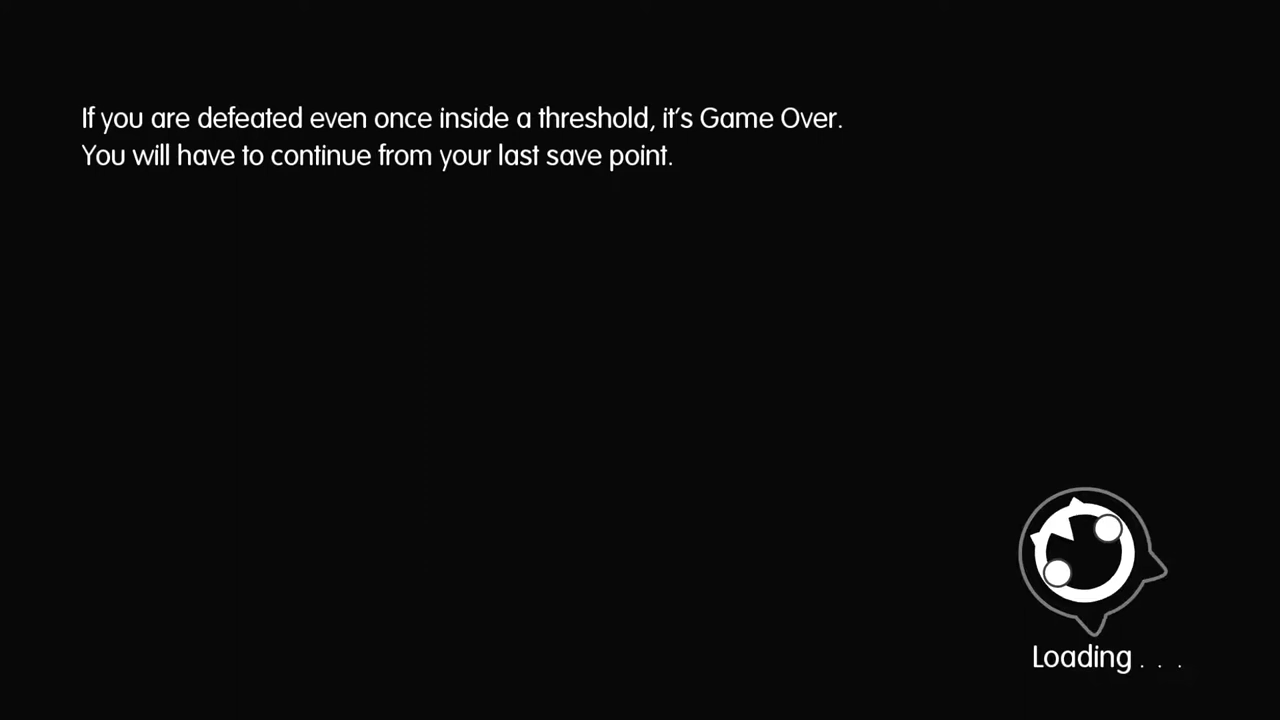 If you are defeated even once inside a threshold, it's Game Over.
You will have to continue from your last save point.
Loading . . .